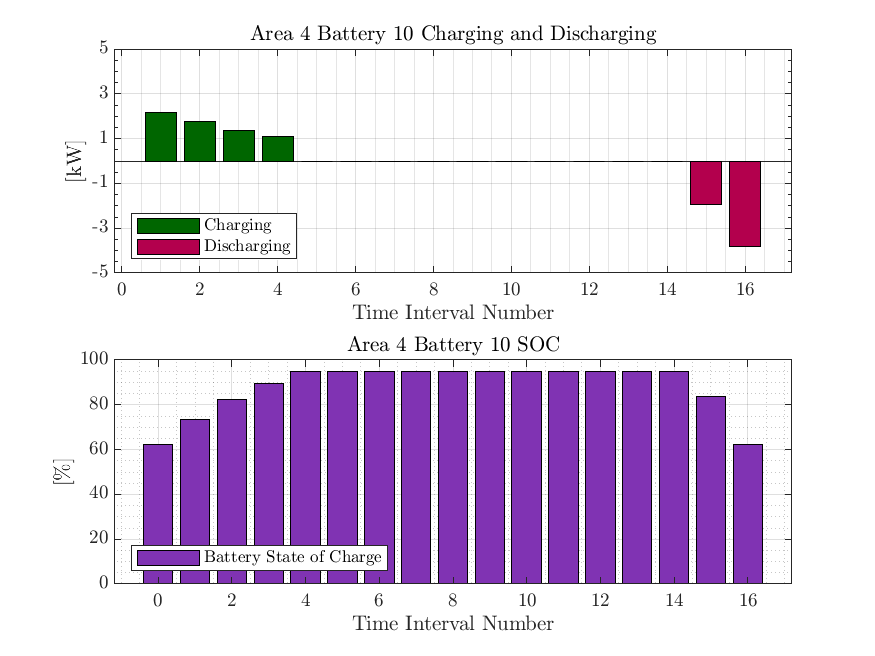 Area 4 Battery 10 Charging and Discharging
5
3
1
-1
-3
-5
[kW]
Charging
Discharging
0 2 4 6 8 10 12 14 16
Time Interval Number
Area 4 Battery 10 SOC
100
80
60
40
20
0
[%]
Battery State of Charge
0 2 4 6 8 10 12 14 16
Time Interval Number